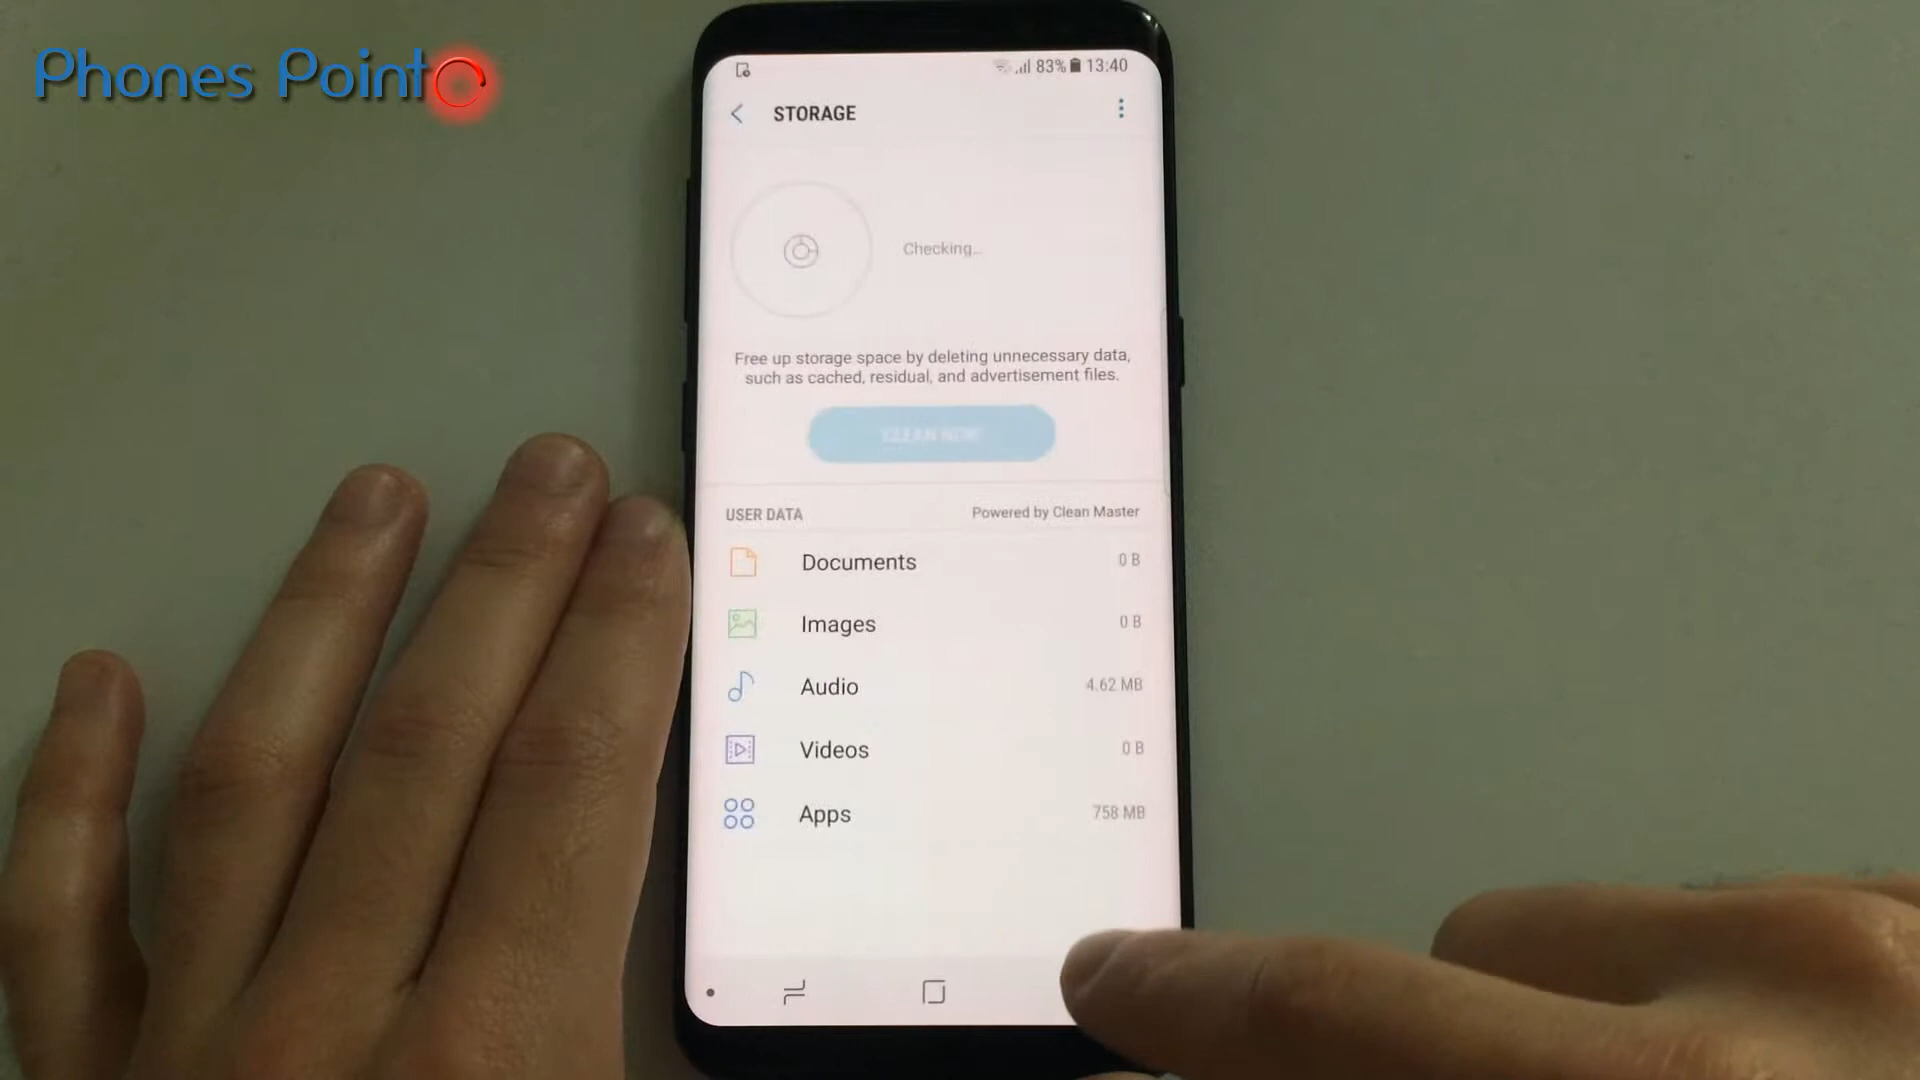 Phones Point
83% 13:40
STORAGE
Checking...
Free up storage space by deleting unnecessary data,
such as cached, residual, and advertisement files.
CLEAN NOW
USER DATA
Powered by Clean Master
Documents 0 B
Images 0 B
Audio 4.62 MB
Videos 0 B
Apps 758 MB